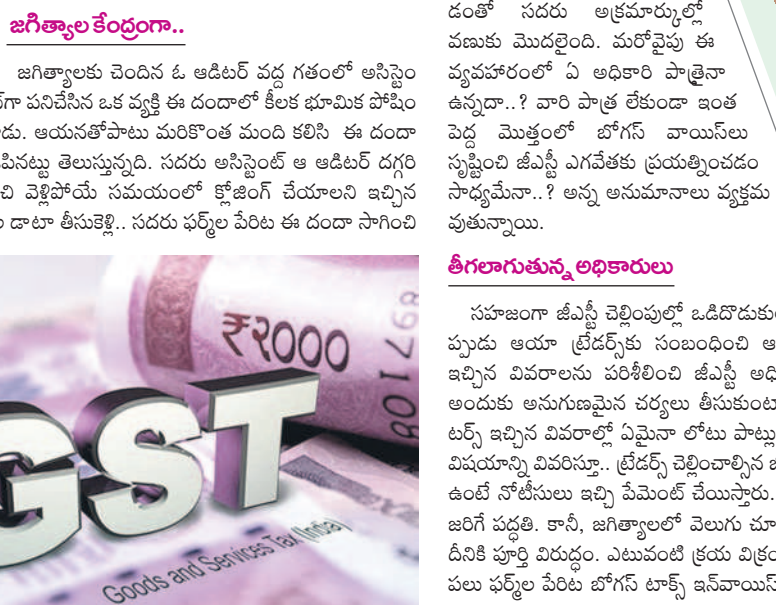 జగిత్యాల కేంద్రంగా..
జగిత్యాలకు చెందిన ఓ ఆడిటర్ వద్ద గతంలో అసిస్టెం
గా పనిచేసిన ఒక వ్యక్తి ఈ దందాలో కీలక భూమిక పోషిం
డు. ఆయనతోపాటు మరికొంత మంది కలిసి ఈ దందా
పినట్టు తెలుస్తున్నది. సదరు అసిస్టెంట్ ఆ ఆడిటర్ దగ్గరి
చి వెళ్లిపోయే సమయంలో క్లోజింగ్ చేయాలని ఇచ్చిన
డాటా తీసుకెళ్లి.. సదరు ఫర్మ్‌ల పేరిట ఈ దందా సాగించి
₹2000
897108
GST
Goods and Services Tax (India)
డంతో సదరు అక్రమార్కుల్లో
వణుకు మొదలైంది. మరోవైపు ఈ
వ్యవహారంలో ఏ అధికారి పాత్రైనా
ఉన్నదా..? వారి పాత్ర లేకుండా ఇంత
పెద్ద మొత్తంలో బోగస్ వాయిస్‌లు
సృష్టించి జీఎస్టీ ఎగవేతకు ప్రయత్నించడం
సాధ్యమేనా..? అన్న అనుమానాలు వ్యక్తమ
వుతున్నాయి.
తీగలాగుతున్న అధికారులు
సహజంగా జీఎస్టీ చెల్లింపుల్లో ఒడిదొడుకు
ప్పుడు ఆయా ట్రేడర్స్‌కు సంబంధించి ఆ
ఇచ్చిన వివరాలను పరిశీలించి జీఎస్టీ అధి
అందుకు అనుగుణమైన చర్యలు తీసుకుంటా
టర్స్ ఇచ్చిన వివరాల్లో ఏమైనా లోటు పాట్లు
విషయాన్ని వివరిస్తూ.. ట్రేడర్స్ చెల్లించాల్సిన
ఉంటే నోటీసులు ఇచ్చి పేమెంట్ చేయిస్తారు.
జరిగే పద్ధతి. కానీ, జగిత్యాలలో వెలుగు చూ
దీనికి పూర్తి విరుద్ధం. ఎటువంటి క్రయ విక్ర
పలు ఫర్మ్‌ల పేరిట బోగస్ టాక్స్ ఇన్‌వాయిస్